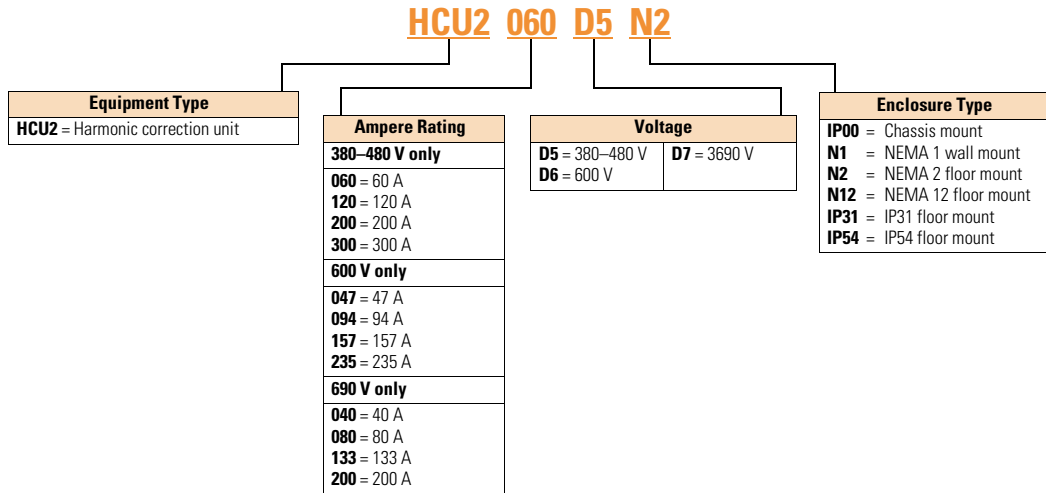 HCU2 060 D5 N2
Equipment Type
HCU2 = Harmonic correction unit
Ampere Rating
380–480 V only
060 = 60 A
120 = 120 A
200 = 200 A
300 = 300 A
600 V only
047 = 47 A
094 = 94 A
157 = 157 A
235 = 235 A
690 V only
040 = 40 A
080 = 80 A
133 = 133 A
200 = 200 A
Voltage
D5 = 380–480 V
D6 = 600 V
D7 = 3690 V
Enclosure Type
IP00 = Chassis mount
N1 = NEMA 1 wall mount
N2 = NEMA 2 floor mount
N12 = NEMA 12 floor mount
IP31 = IP31 floor mount
IP54 = IP54 floor mount